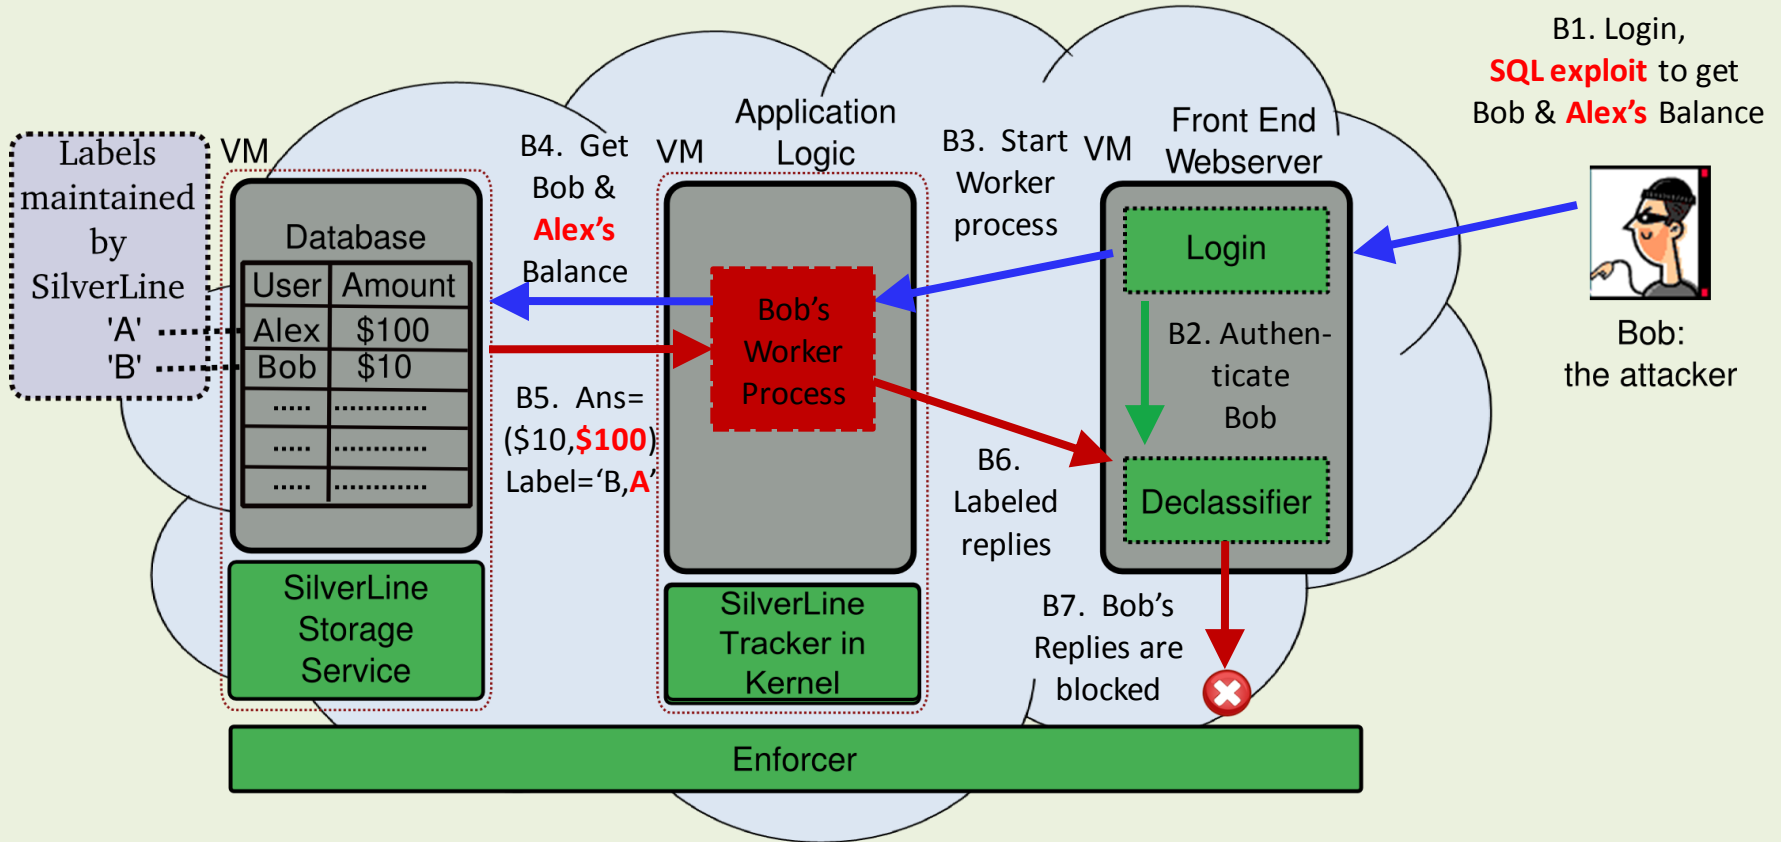 B1. Login,
SQL exploit to get
Bob & Alex's Balance
Bob:
the attacker
Labels
maintained
by
SilverLine
'A'
'B'
VM
Database
User Amount
Alex $100
Bob $10
..... ............
..... ............
..... ............
SilverLine
Storage
Service
B4. Get
Bob &
Alex's
Balance
B5. Ans=
($10,$100)
Label=‘B,A’
VM
Application
Logic
Bob’s
Worker
Process
SilverLine
Tracker in
Kernel
B3. Start
Worker
process
B6.
Labeled
replies
VM
Front End
Webserver
Login
B2. Authen-
ticate
Bob
Declassifier
B7. Bob’s
Replies are
blocked
Enforcer